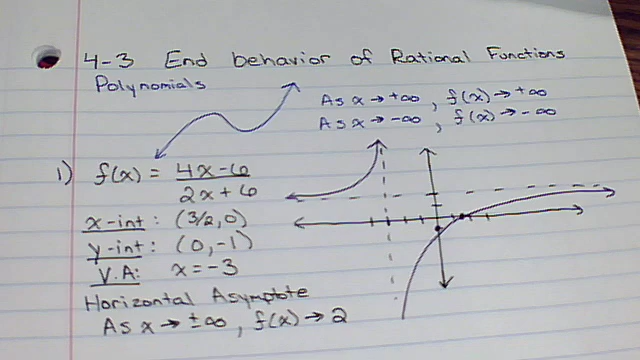 4-3 End behavior of Rational Functions
Polynomials
As x → +∞, f(x) → +∞
As x → -∞, f(x) → -∞
1) f(x) = 4x-6
2x+6
x-int: (3/2, 0)
y-int: (0, -1)
V.A: x = -3
Horizontal Asymptote
As x → ±∞, f(x) → 2